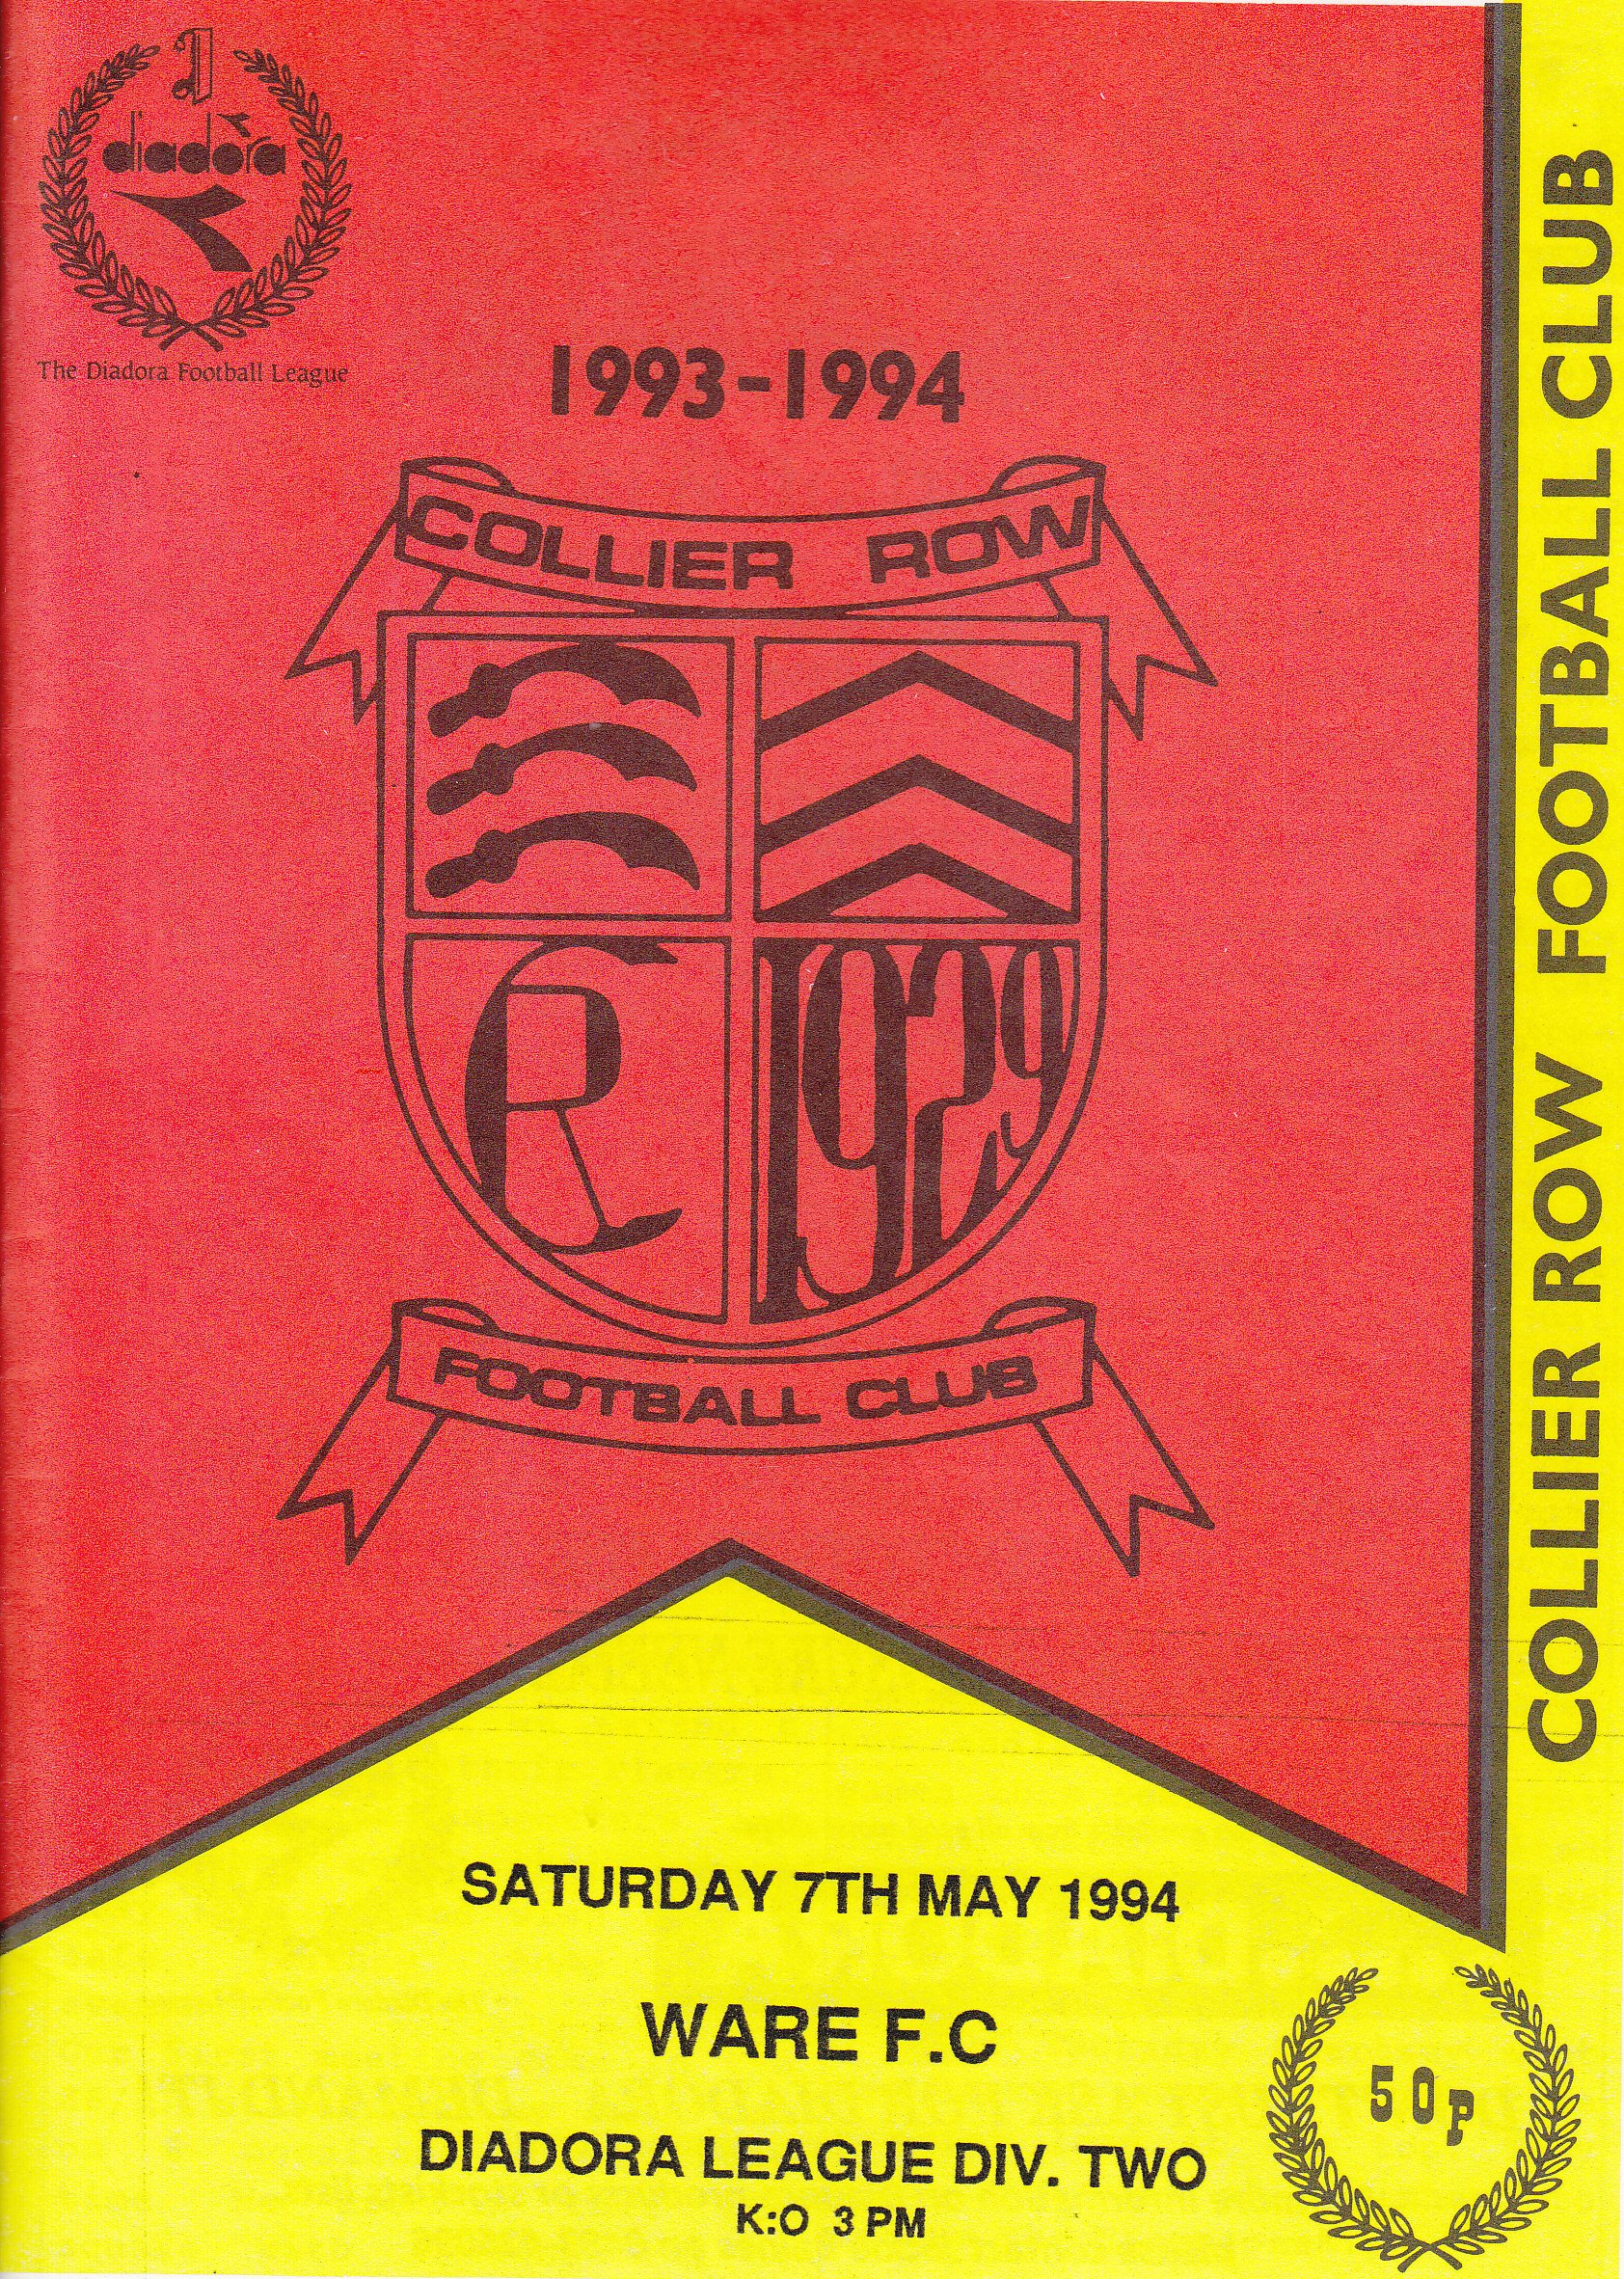 diadora
The Diadora Football League
1993-1994
COLLIER ROW
CR
1929
FOOTBALL CLUB
COLLIER ROW FOOTBALL CLUB
SATURDAY 7TH MAY 1994
WARE F.C
DIADORA LEAGUE DIV. TWO
K:O 3 PM
50p